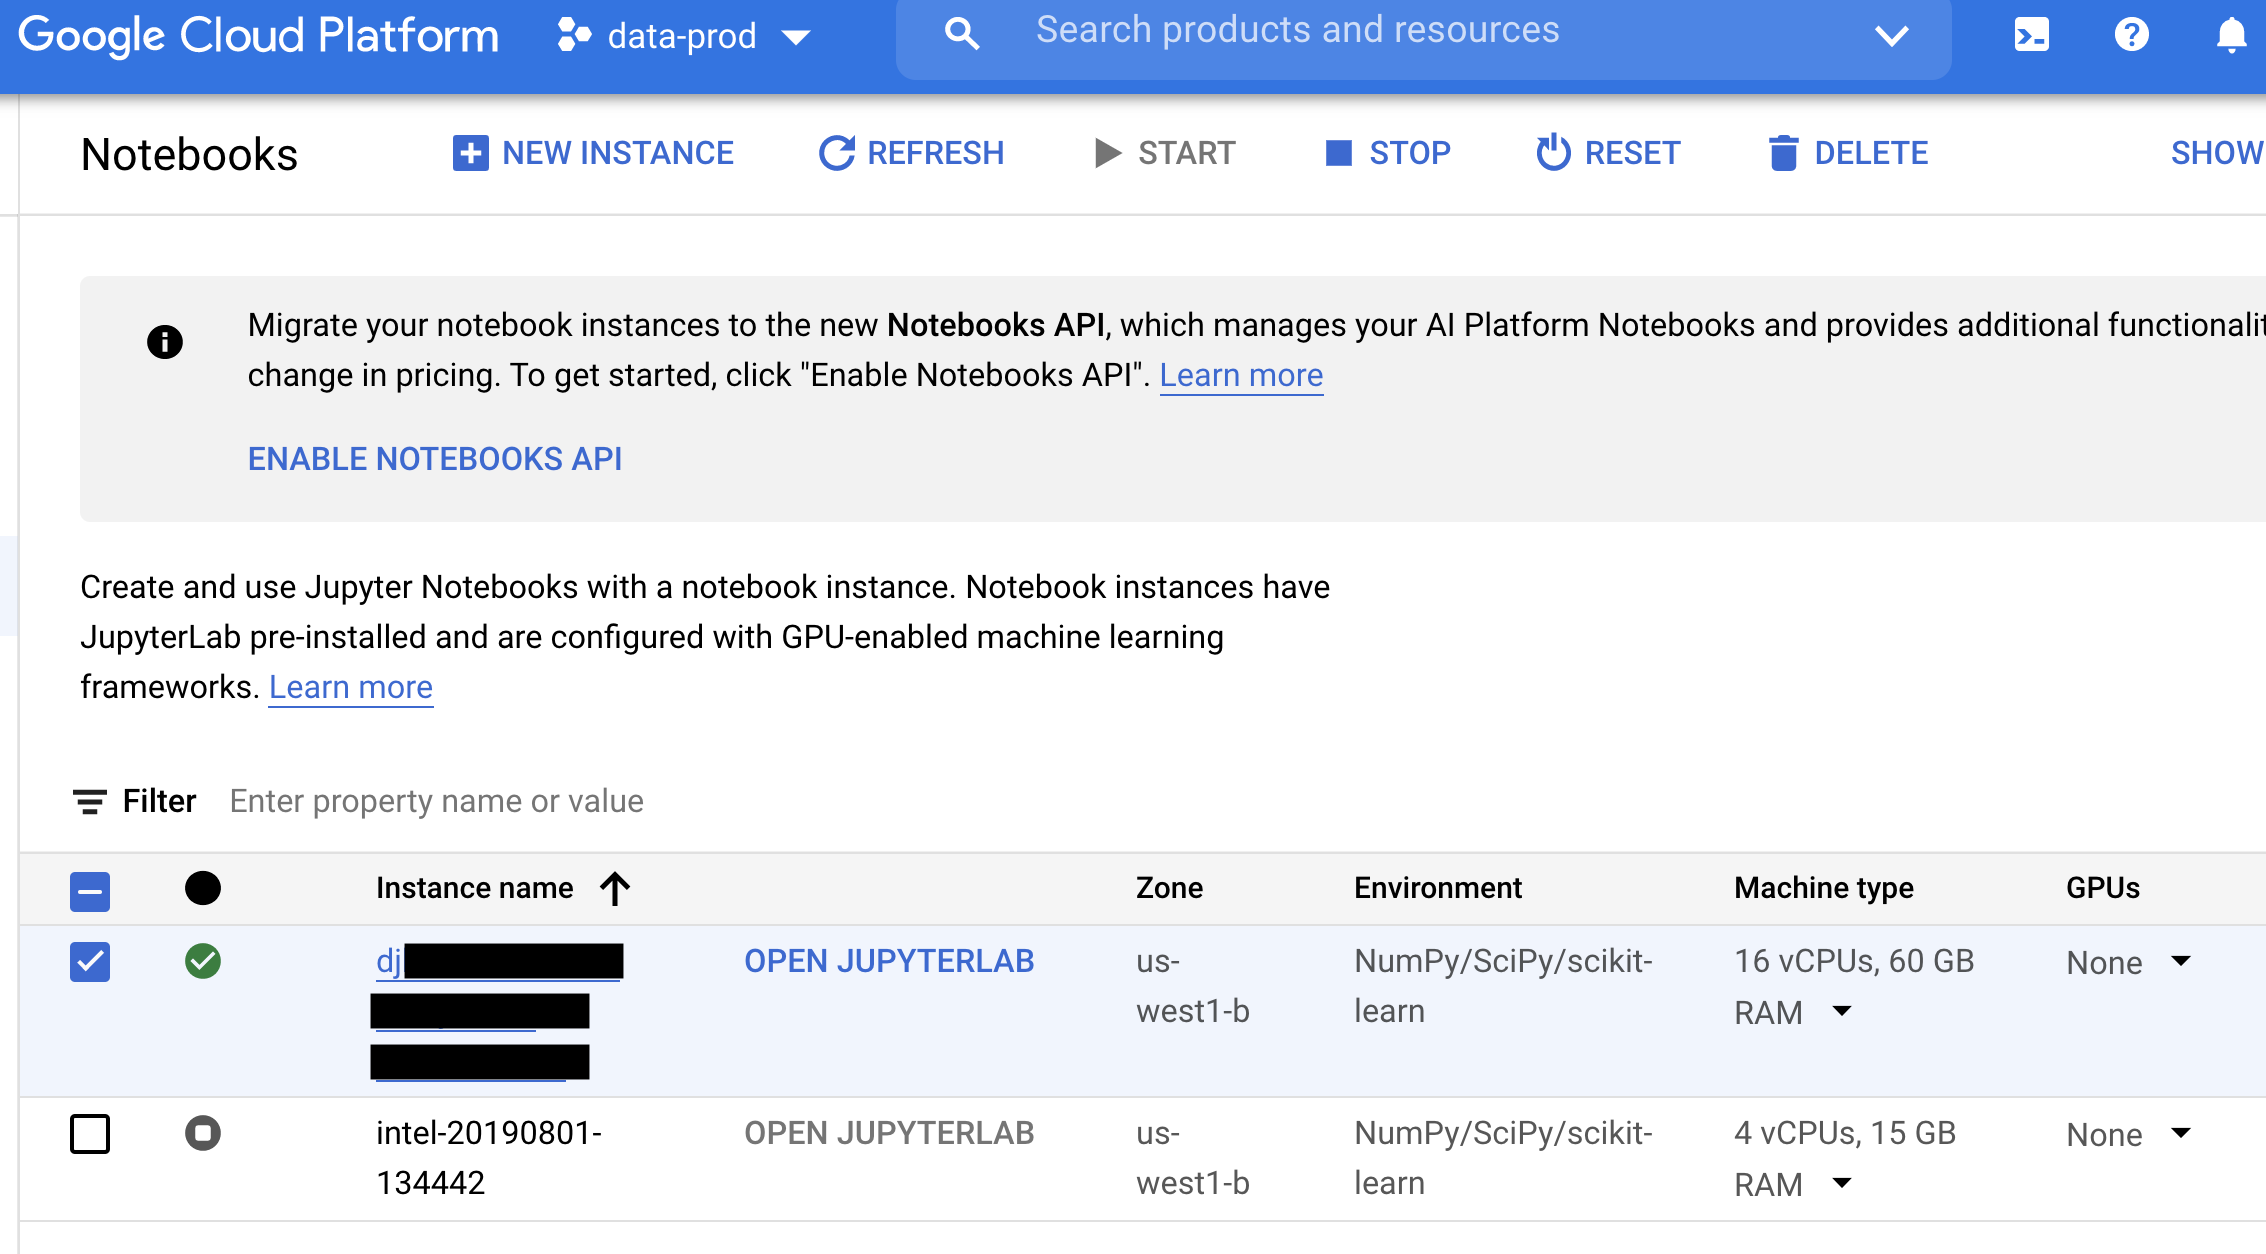 Google Cloud Platform data-prod Search products and resources
Notebooks NEW INSTANCE REFRESH START STOP RESET DELETE SHOW
Migrate your notebook instances to the new Notebooks API, which manages your AI Platform Notebooks and provides additional functionalit
change in pricing. To get started, click "Enable Notebooks API". Learn more
ENABLE NOTEBOOKS API
Create and use Jupyter Notebooks with a notebook instance. Notebook instances have
JupyterLab pre-installed and are configured with GPU-enabled machine learning
frameworks. Learn more
Filter Enter property name or value
Instance name Zone Environment Machine type GPUs
dj OPEN JUPYTERLAB us- NumPy/SciPy/scikit- 16 vCPUs, 60 GB None
west1-b learn RAM
intel-20190801- OPEN JUPYTERLAB us- NumPy/SciPy/scikit- 4 vCPUs, 15 GB None
134442 west1-b learn RAM